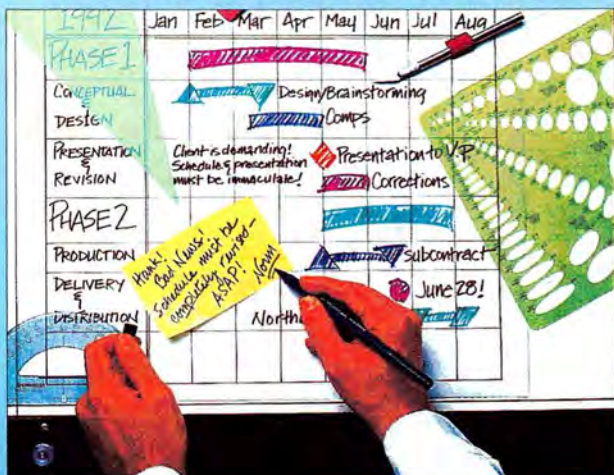 1992 Jan Feb Mar Apr May Jun Jul Aug
PHASE 1
CONCEPTUAL
&
DESIGN
Design/Brainstorming
Comps
PRESENTATION
&
REVISION
Client is demanding!
Schedule & presentation
must be immaculate!
Presentation to V.P.
Corrections
PHASE 2
PRODUCTION
subcontract
DELIVERY
&
DISTRIBUTION
June 28!
North
Hank!
Bad News!
Schedule must be
completely revised—
ASAP!
Norm